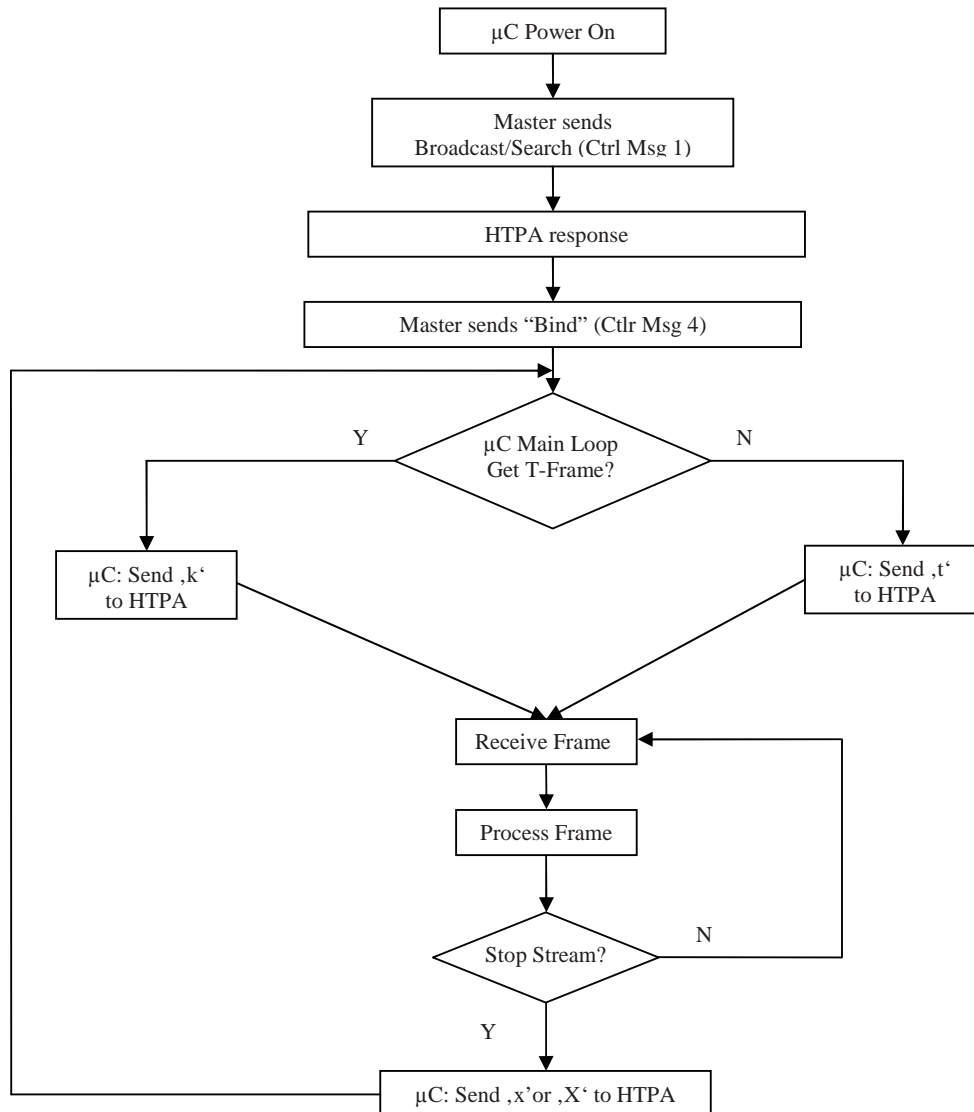 µC Power On
Master sends
Broadcast/Search (Ctrl Msg 1)
HTPA response
Master sends “Bind” (Ctlr Msg 4)
Y
N
µC Main Loop
Get T-Frame?
µC: Send ‚k‘
to HTPA
µC: Send ‚t‘
to HTPA
Receive Frame
Process Frame
Stop Stream?
N
Y
µC: Send ‚x’or ‚X‘ to HTPA